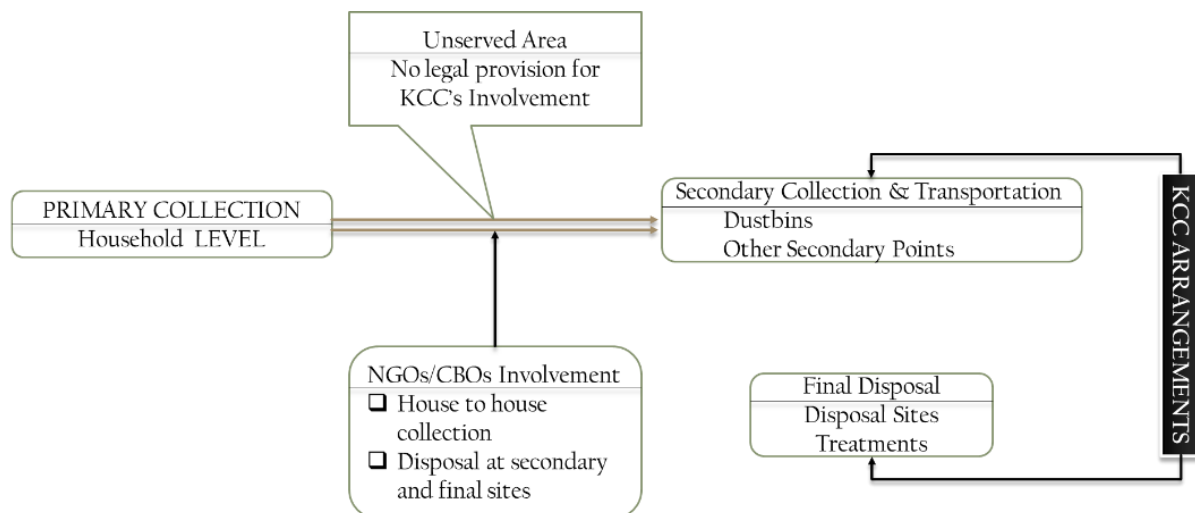 Unserved Area
No legal provision for
KCC's Involvement
PRIMARY COLLECTION
Household LEVEL
Secondary Collection & Transportation
Dustbins
Other Secondary Points
KCC ARRANGEMENTS
NGOs/CBOs Involvement
House to house
collection
Disposal at secondary
and final sites
Final Disposal
Disposal Sites
Treatments